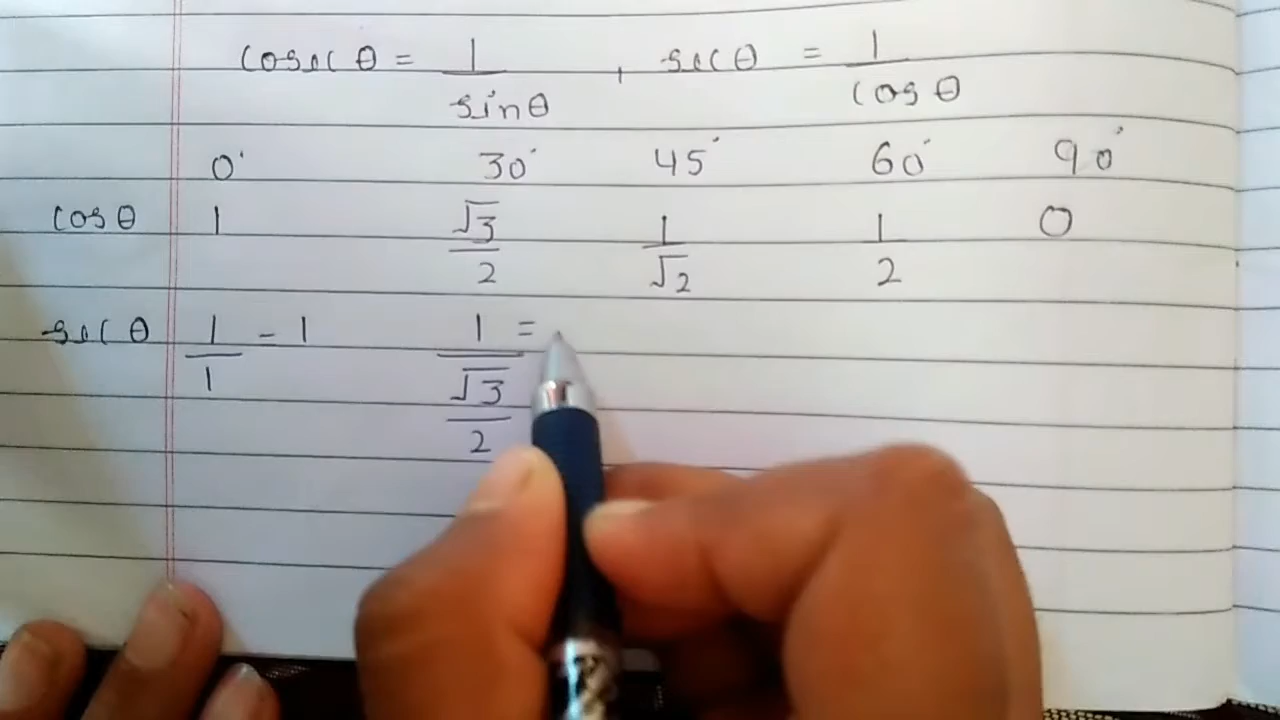 cosec θ = 1/sin θ , sec θ = 1/cos θ
0° 30° 45° 60° 90°
cos θ 1 √3/2 1/√2 1/2 0
sec θ 1/1 = 1 1/(√3/2) =